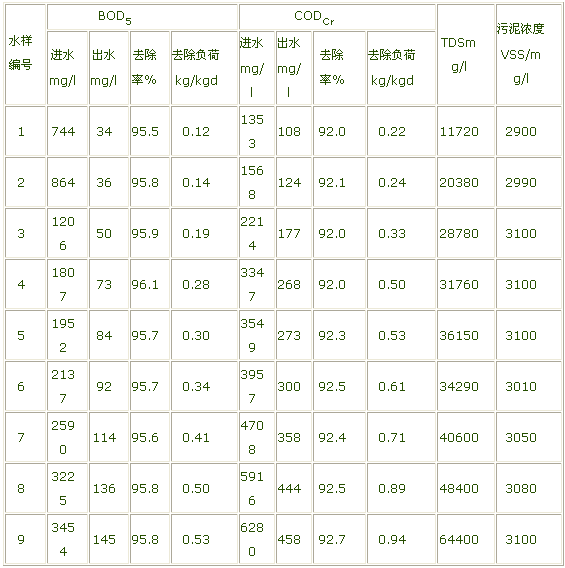 水样编号 BOD5 CODCr TDSmg/l 污泥浓度VSS/mg/l
进水mg/l 出水mg/l 去除率% 去除负荷kg/kgd 进水mg/l 出水mg/l 去除率% 去除负荷kg/kgd
1 744 34 95.5 0.12 1353 108 92.0 0.22 11720 2900
2 864 36 95.8 0.14 1568 124 92.1 0.24 20380 2990
3 1206 50 95.9 0.19 2214 177 92.0 0.33 28780 3100
4 1807 73 96.1 0.28 3347 268 92.0 0.50 31760 3100
5 1952 84 95.7 0.30 3549 273 92.3 0.53 36150 3100
6 2137 92 95.7 0.34 3957 300 92.5 0.61 34290 3010
7 2590 114 95.6 0.41 4708 358 92.4 0.71 40600 3050
8 3225 136 95.8 0.50 5916 444 92.5 0.89 48400 3080
9 3454 145 95.8 0.53 6280 458 92.7 0.94 64400 3100